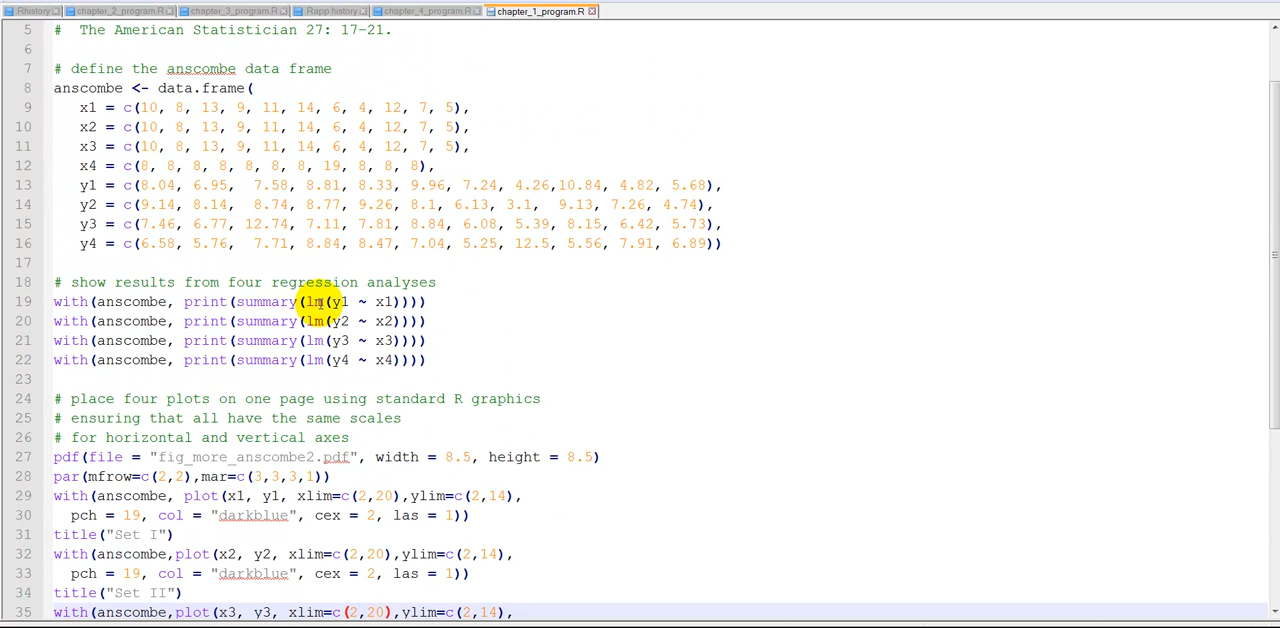 .Rhistory chapter_2_program.R chapter_3_program.R .Rapp.history chapter_4_program.R chapter_1_program.R
5 #  The American Statistician 27: 17-21.
6
7 # define the anscombe data frame
8 anscombe <- data.frame(
9 x1 = c(10, 8, 13, 9, 11, 14, 6, 4, 12, 7, 5),
10 x2 = c(10, 8, 13, 9, 11, 14, 6, 4, 12, 7, 5),
11 x3 = c(10, 8, 13, 9, 11, 14, 6, 4, 12, 7, 5),
12 x4 = c(8, 8, 8, 8, 8, 8, 8, 19, 8, 8, 8),
13 y1 = c(8.04, 6.95,  7.58, 8.81, 8.33, 9.96, 7.24, 4.26,10.84, 4.82, 5.68),
14 y2 = c(9.14, 8.14,  8.74, 8.77, 9.26, 8.1, 6.13, 3.1,  9.13, 7.26, 4.74),
15 y3 = c(7.46, 6.77, 12.74, 7.11, 7.81, 8.84, 6.08, 5.39, 8.15, 6.42, 5.73),
16 y4 = c(6.58, 5.76,  7.71, 8.84, 8.47, 7.04, 5.25, 12.5, 5.56, 7.91, 6.89))
17
18 # show results from four regression analyses
19 with(anscombe, print(summary(lm(y1 ~ x1))))
20 with(anscombe, print(summary(lm(y2 ~ x2))))
21 with(anscombe, print(summary(lm(y3 ~ x3))))
22 with(anscombe, print(summary(lm(y4 ~ x4))))
23
24 # place four plots on one page using standard R graphics
25 # ensuring that all have the same scales
26 # for horizontal and vertical axes
27 pdf(file = "fig_more_anscombe2.pdf", width = 8.5, height = 8.5)
28 par(mfrow=c(2,2),mar=c(3,3,3,1))
29 with(anscombe, plot(x1, y1, xlim=c(2,20),ylim=c(2,14),
30 pch = 19, col = "darkblue", cex = 2, las = 1))
31 title("Set I")
32 with(anscombe,plot(x2, y2, xlim=c(2,20),ylim=c(2,14),
33 pch = 19, col = "darkblue", cex = 2, las = 1))
34 title("Set II")
35 with(anscombe,plot(x3, y3, xlim=c(2,20),ylim=c(2,14),